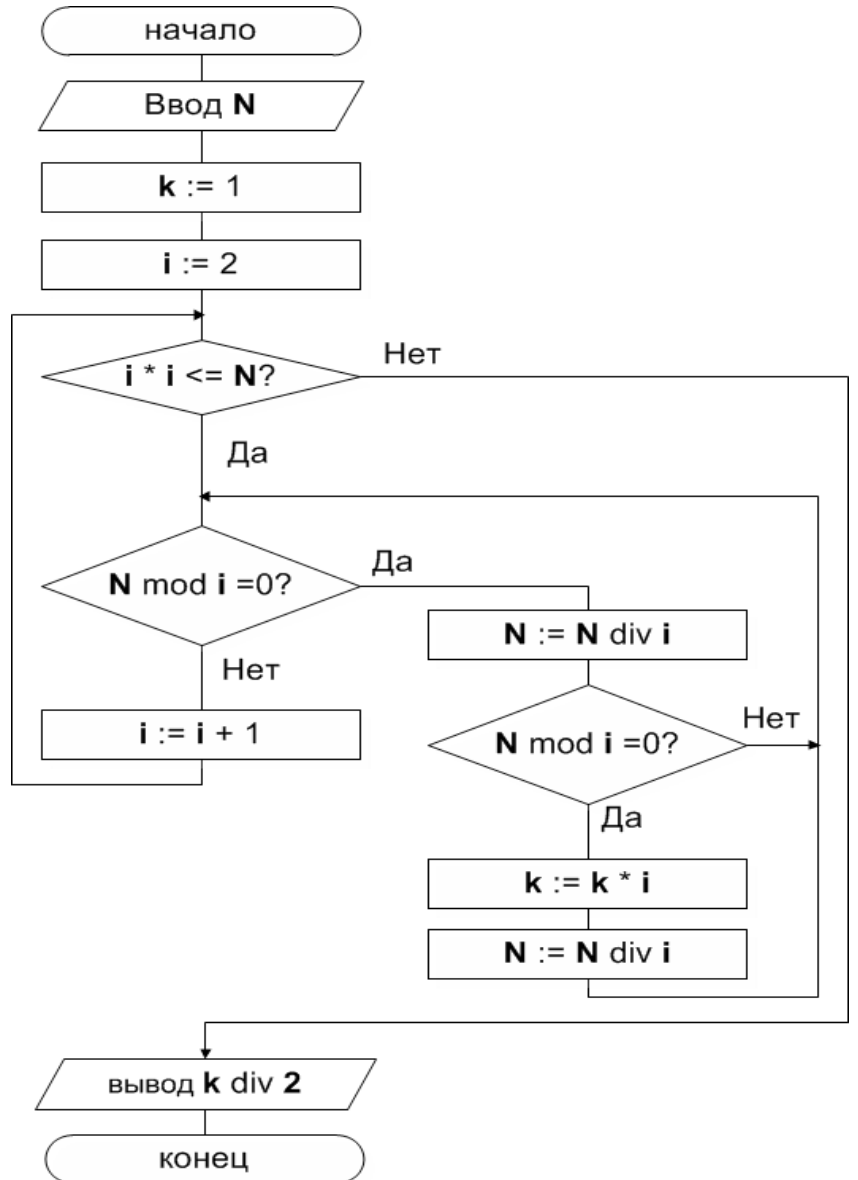 начало
Ввод N
k := 1
i := 2
i * i <= N?
Нет
Да
N mod i =0?
Да
Нет
i := i + 1
N := N div i
N mod i =0?
Нет
Да
k := k * i
N := N div i
вывод k div 2
конец